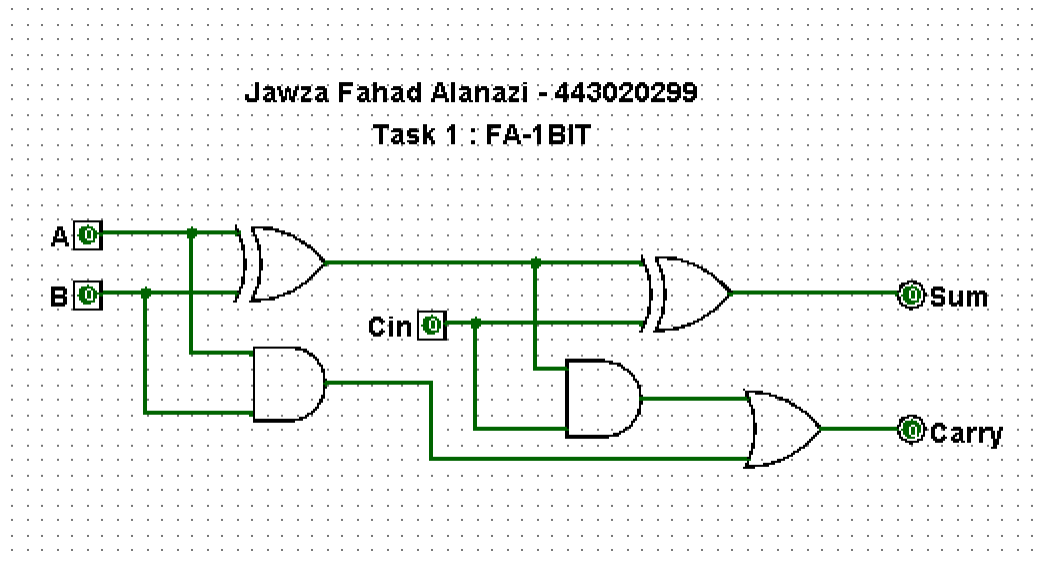 Jawza Fahad Alanazi - 443020299
Task 1 : FA-1BIT
A 0
B 0
Cin 0
0 Sum
0 Carry